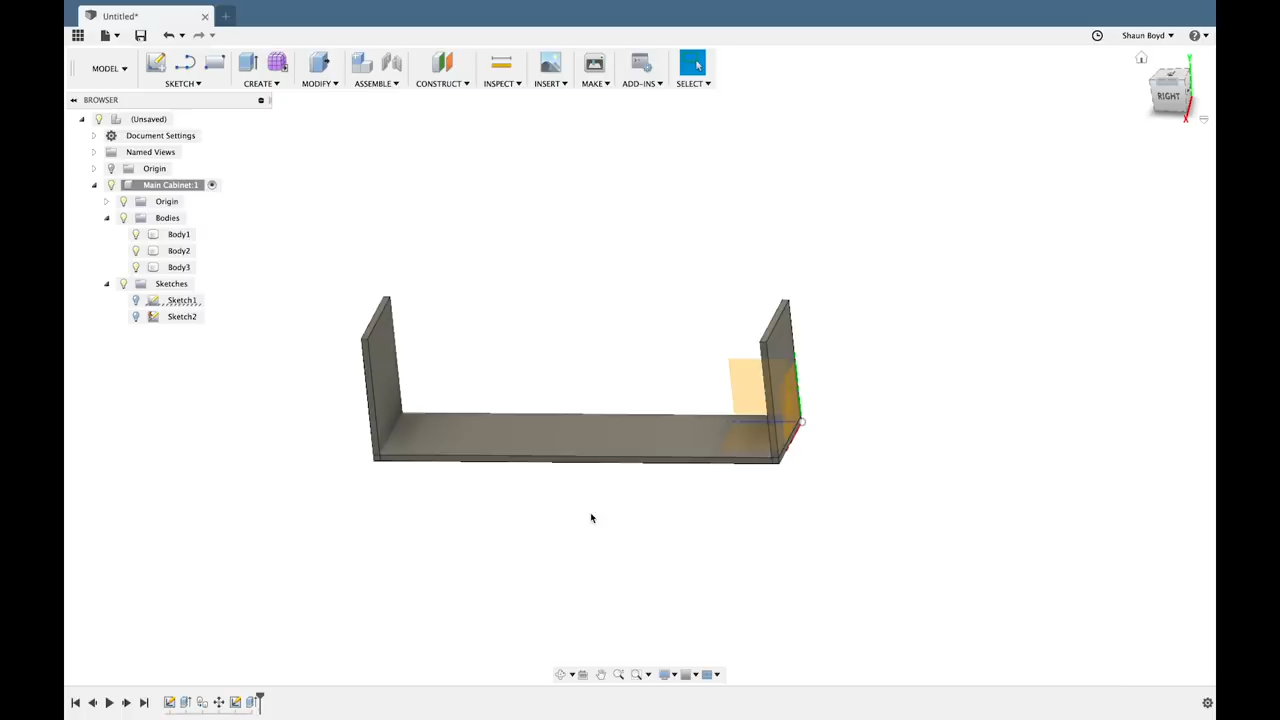 Untitled*
Shaun Boyd
MODEL
SKETCH
CREATE
MODIFY
ASSEMBLE
CONSTRUCT
INSPECT
INSERT
MAKE
ADD-INS
SELECT
RIGHT
Y
X
BROWSER
(Unsaved)
Document Settings
Named Views
Origin
Main Cabinet:1
Origin
Bodies
Body1
Body2
Body3
Sketches
Sketch1
Sketch2